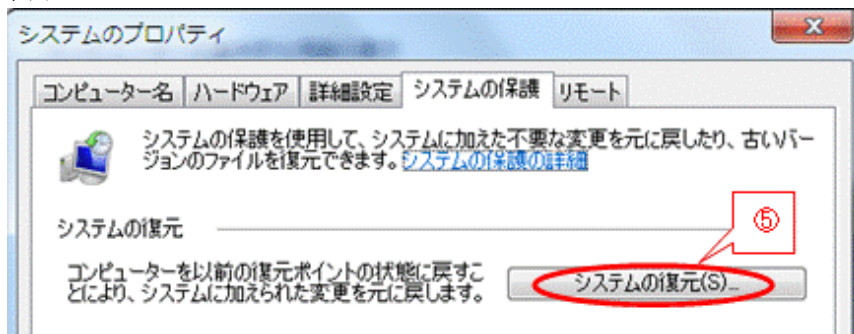 システムのプロパティ
コンピューター名 ハードウェア 詳細設定 システムの保護 リモート
システムの保護を使用して、システムに加えた不要な変更を元に戻したり、古いバー
ジョンのファイルを復元できます。システムの保護の詳細
システムの復元
⑤
コンピューターを以前の復元ポイントの状態に戻すこ
とにより、システムに加えられた変更を元に戻します。
システムの復元(S)...